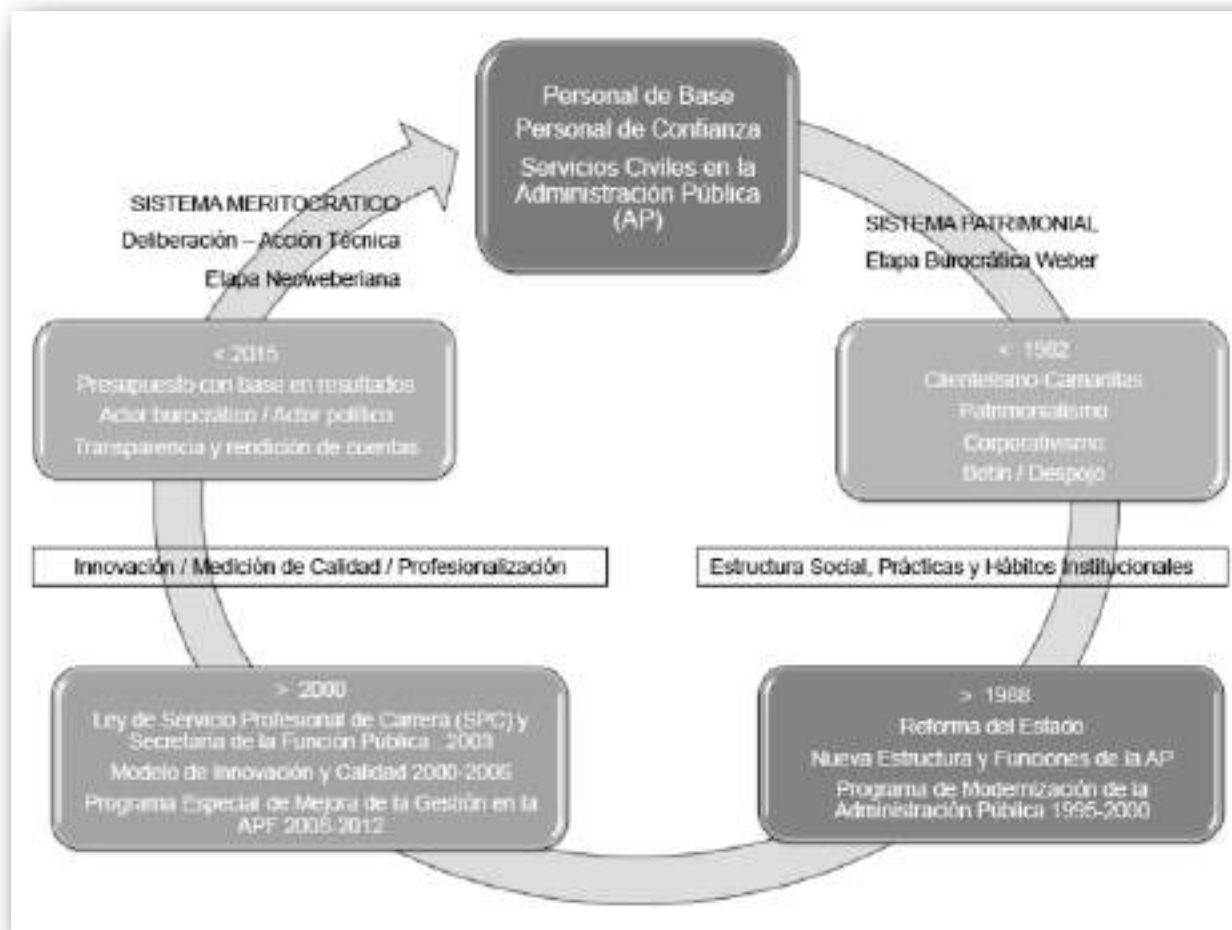 Personal de Base
Personal de Confianza
Servicios Civiles en la
Administración Pública
(AP)
SISTEMA PATRIMONIAL
Etapa Burocrática Weber
< 1982
Clientelismo-Camarillas
Patrimonialismo
Corporativismo
Botín / Despojo
Estructura Social, Prácticas y Hábitos Institucionales
> 1988
Reforma del Estado
Nueva Estructura y Funciones de la AP
Programa de Modernización de la
Administración Pública 1995-2000
> 2000
Ley de Servicio Profesional de Carrera (SPC) y
Secretaría de la Función Pública 2003
Modelo de Innovación y Calidad 2000-2006
Programa Especial de Mejora de la Gestión en la
APF 2006-2012
Innovación / Medición de Calidad / Profesionalización
< 2015
Presupuesto con base en resultados
Actor burocrático / Actor político
Transparencia y rendición de cuentas
SISTEMA MERITOCRATICO
Deliberación – Acción Técnica
Etapa Neoweberiana